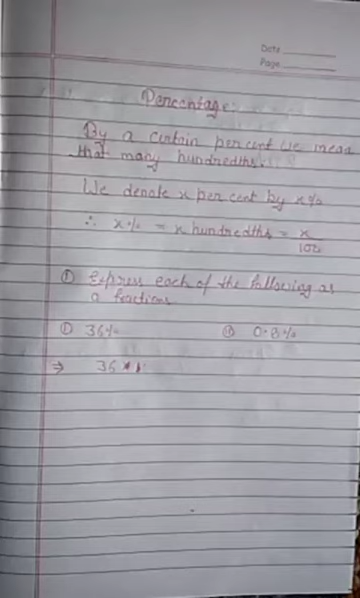 Date
Page
Percentage
By a certain percent we mean
that many hundredths.
We denote x per cent by x%
∴ x% = x hundredths = x/100
① Express each of the following as
a fractions
① 36% ⑪ 0.8%
⇒ 36